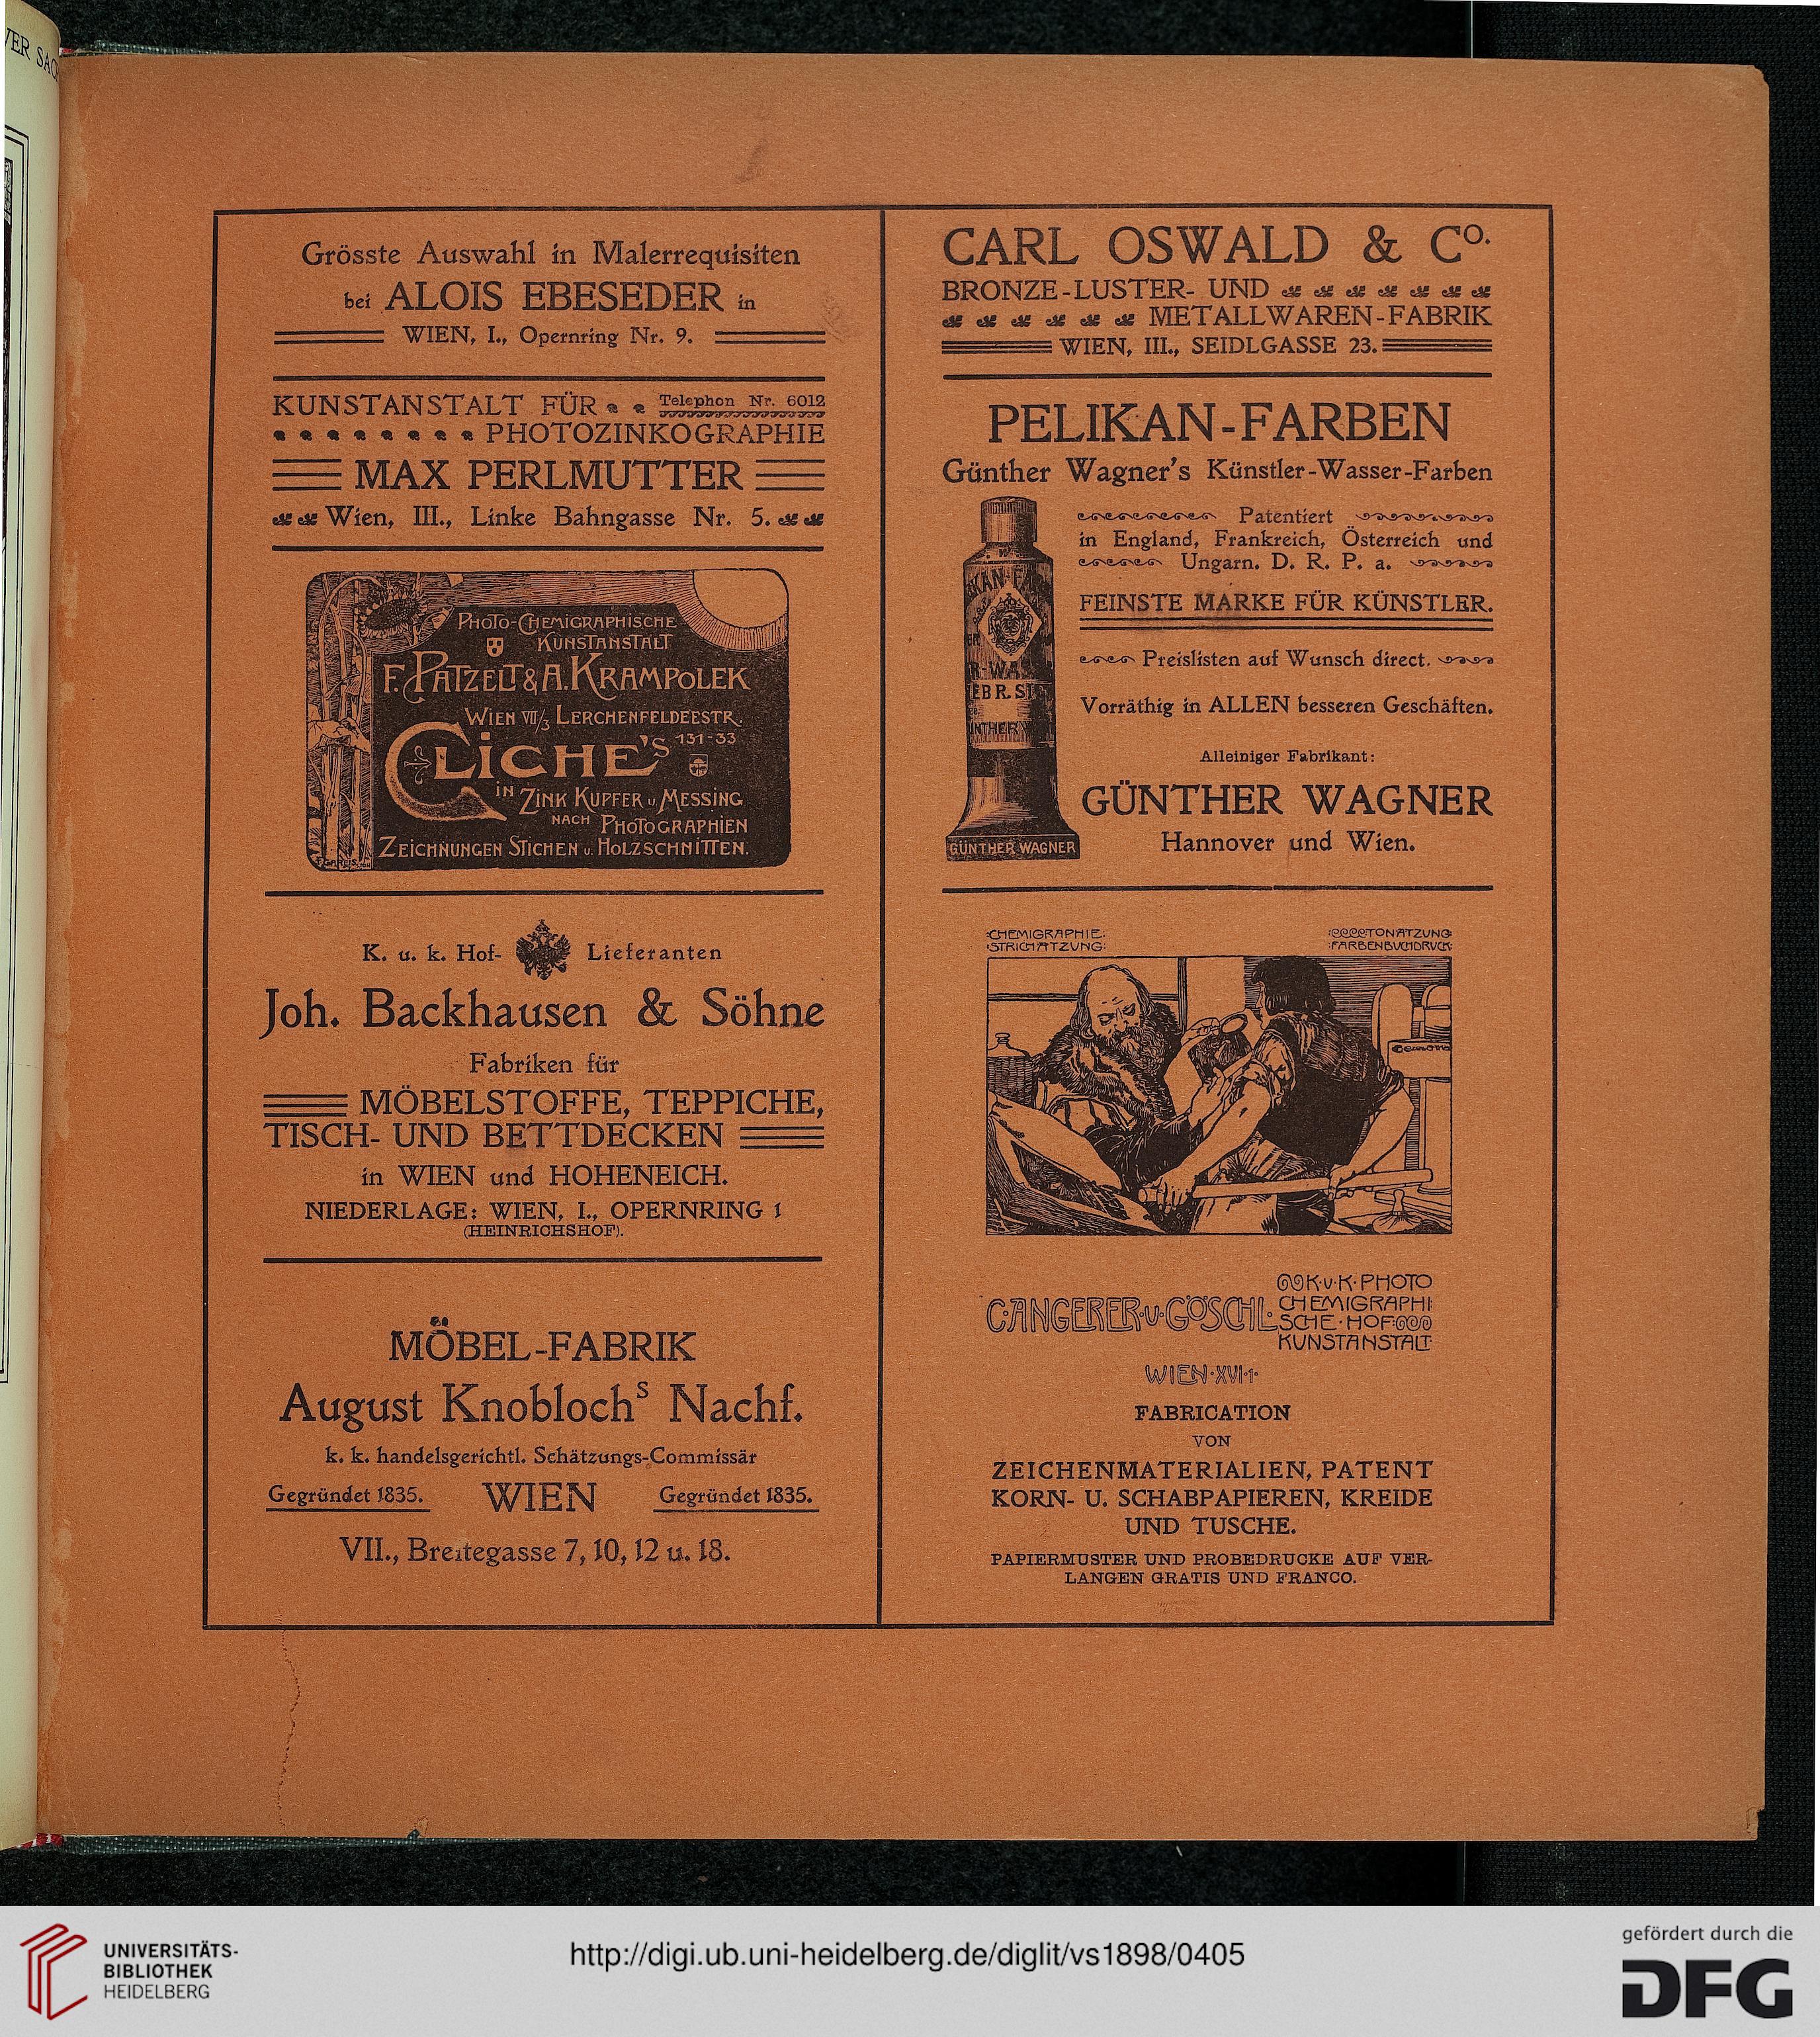 VER SAC
Grösste Auswahl in Malerrequisiten
bei ALOIS EBESEDER in
WIEN, I., Opernring Nr. 9.
KUNSTANSTALT FÜR Telephon Nr. 6012
PHOTOZINKOGRAPHIE
MAX PERLMUTTER
Wien, III., Linke Bahngasse Nr. 5.
PHOTO-CHEMIGRAPHISCHE
KUNSTANSTALT
F. PATZELT & A. KRAMPOLEK
WIEN VII/3 LERCHENFELDEESTR.
131-33
CLICHE'S
IN ZINK KUPFER u. MESSING
NACH PHOTOGRAPHIEN
ZEICHNUNGEN STICHEN u. HOLZSCHNITTEN.
K. u. k. Hof- Lieferanten
Joh. Backhausen & Söhne
Fabriken für
MÖBELSTOFFE, TEPPICHE,
TISCH- UND BETTDECKEN
in WIEN und HOHENEICH.
NIEDERLAGE: WIEN, I., OPERNRING 1
(HEINRICHSHOF).
MÖBEL-FABRIK
August Knoblochs Nachf.
k. k. handelsgerichtl. Schätzungs-Commissär
Gegründet 1835. WIEN Gegründet 1835.
VII., Breitegasse 7, 10, 12 u. 18.
CARL OSWALD & Co.
BRONZE-LUSTER- UND
METALLWAREN-FABRIK
WIEN, III., SEIDLGASSE 23.
PELIKAN-FARBEN
Günther Wagner's Künstler-Wasser-Farben
Patentiert
in England, Frankreich, Österreich und
Ungarn. D. R. P. a.
FEINSTE MARKE FÜR KÜNSTLER.
Preislisten auf Wunsch direct.
Vorräthig in ALLEN besseren Geschäften.
Alleiniger Fabrikant:
GÜNTHER WAGNER
Hannover und Wien.
KAN-FA
R-WAS
EBR. ST
NTHER W
GÜNTHER WAGNER
CHEMIGRAPHIE: TONÄTZUNG
STRICHÄTZUNG: FARBENBUCHDRUCK
C·ANGERER·u·GÖSCHL· K·u·K·PHOTO
CHEMIGRAPHI
SCHE·HOF
KUNSTANSTALT
WIEN·XVI·1·
FABRICATION
VON
ZEICHENMATERIALIEN, PATENT
KORN- U. SCHABPAPIEREN, KREIDE
UND TUSCHE.
PAPIERMUSTER UND PROBEDRUCKE AUF VER-
LANGEN GRATIS UND FRANCO.
UNIVERSITÄTS-
BIBLIOTHEK
HEIDELBERG
http://digi.ub.uni-heidelberg.de/diglit/vs1898/0405
gefördert durch die
DFG